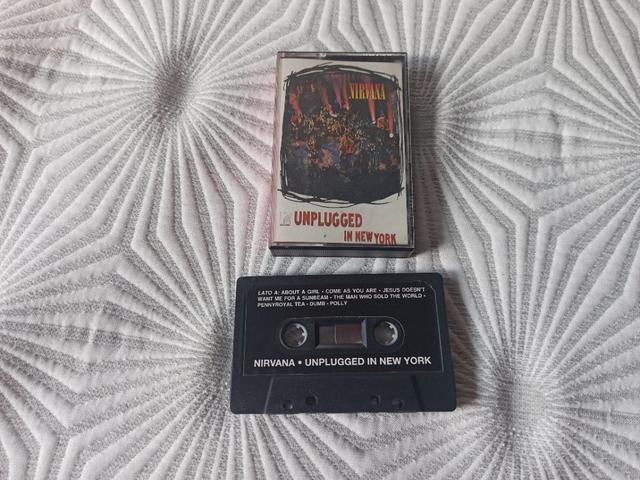 NIRVANA
UNPLUGGED
IN NEW YORK
LATO A: ABOUT A GIRL • COME AS YOU ARE • JESUS DOESN'T
WANT ME FOR A SUNBEAM • THE MAN WHO SOLD THE WORLD •
PENNYROYAL TEA • DUMB • POLLY
NIRVANA • UNPLUGGED IN NEW YORK